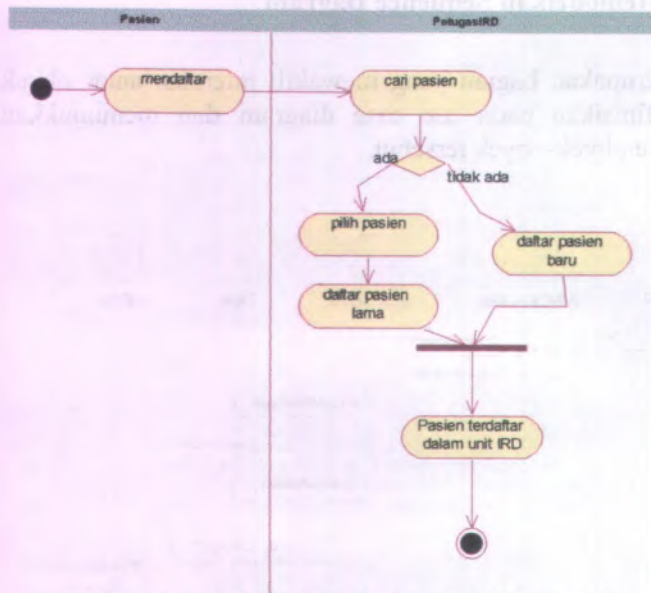 Pasien
PetugasIRD
mendaftar
cari pasien
ada
tidak ada
pilih pasien
daftar pasien
baru
daftar pasien
lama
Pasien terdaftar
dalam unit IRD